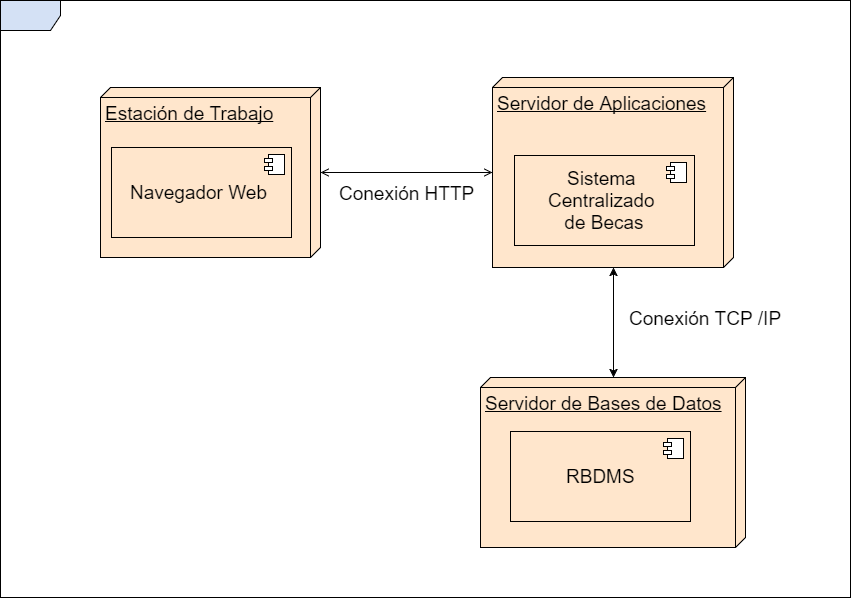 Estación de Trabajo
Navegador Web
Conexión HTTP
Servidor de Aplicaciones
Sistema
Centralizado
de Becas
Conexión TCP /IP
Servidor de Bases de Datos
RBDMS